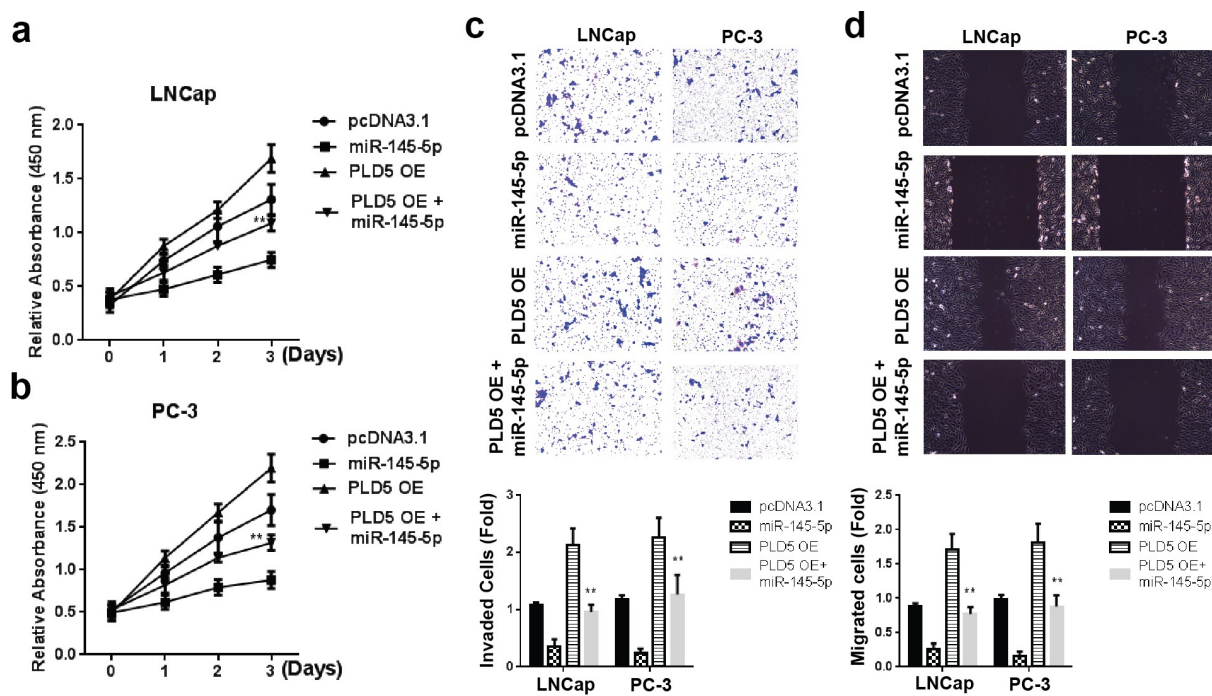 a
LNCap
Relative Absorbance (450 nm)
2.0
1.5
1.0
0.5
0.0
**
0 1 2 3 (Days)
pcDNA3.1
miR-145-5p
PLD5 OE
PLD5 OE +
miR-145-5p
b
PC-3
Relative Absorbance (450 nm)
2.5
2.0
1.5
1.0
0.5
0.0
**
0 1 2 3 (Days)
pcDNA3.1
miR-145-5p
PLD5 OE
PLD5 OE +
miR-145-5p
c
LNCap PC-3
pcDNA3.1
miR-145-5p
PLD5 OE
PLD5 OE +
miR-145-5p
Invaded Cells (Fold)
3
2
1
0
**
**
LNCap PC-3
pcDNA3.1
miR-145-5p
PLD5 OE
PLD5 OE+
miR-145-5p
d
LNCap PC-3
pcDNA3.1
miR-145-5p
PLD5 OE
PLD5 OE +
miR-145-5p
Migrated cells (Fold)
2.5
2.0
1.5
1.0
0.5
0.0
**
**
LNCap PC-3
pcDNA3.1
miR-145-5p
PLD5 OE
PLD5 OE+
miR-145-5p